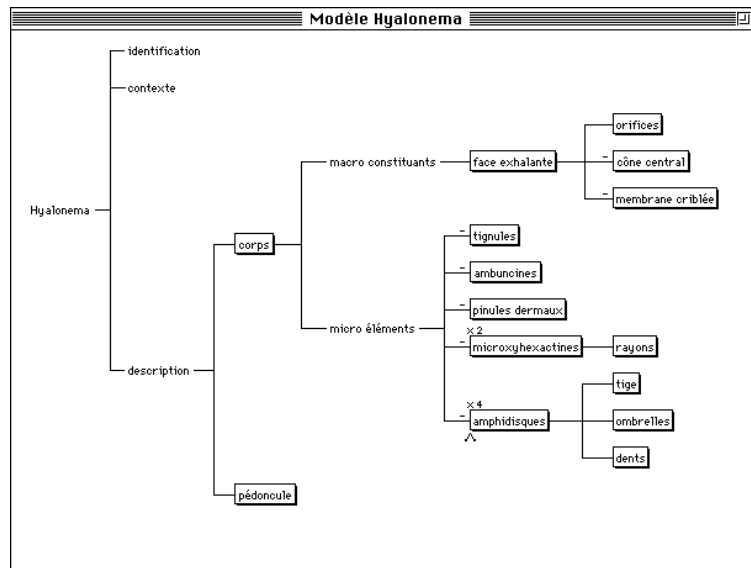 Modèle Hyalonema
identification
contexte
orifices
macro constituants
face exhalante
cône central
membrane criblée
Hyalonema
corps
tignules
ambuncines
pinules dermaux
micro éléments
×2
microxyhexactines
rayons
description
tige
×4
amphidisques
ombrelles
dents
pédoncule